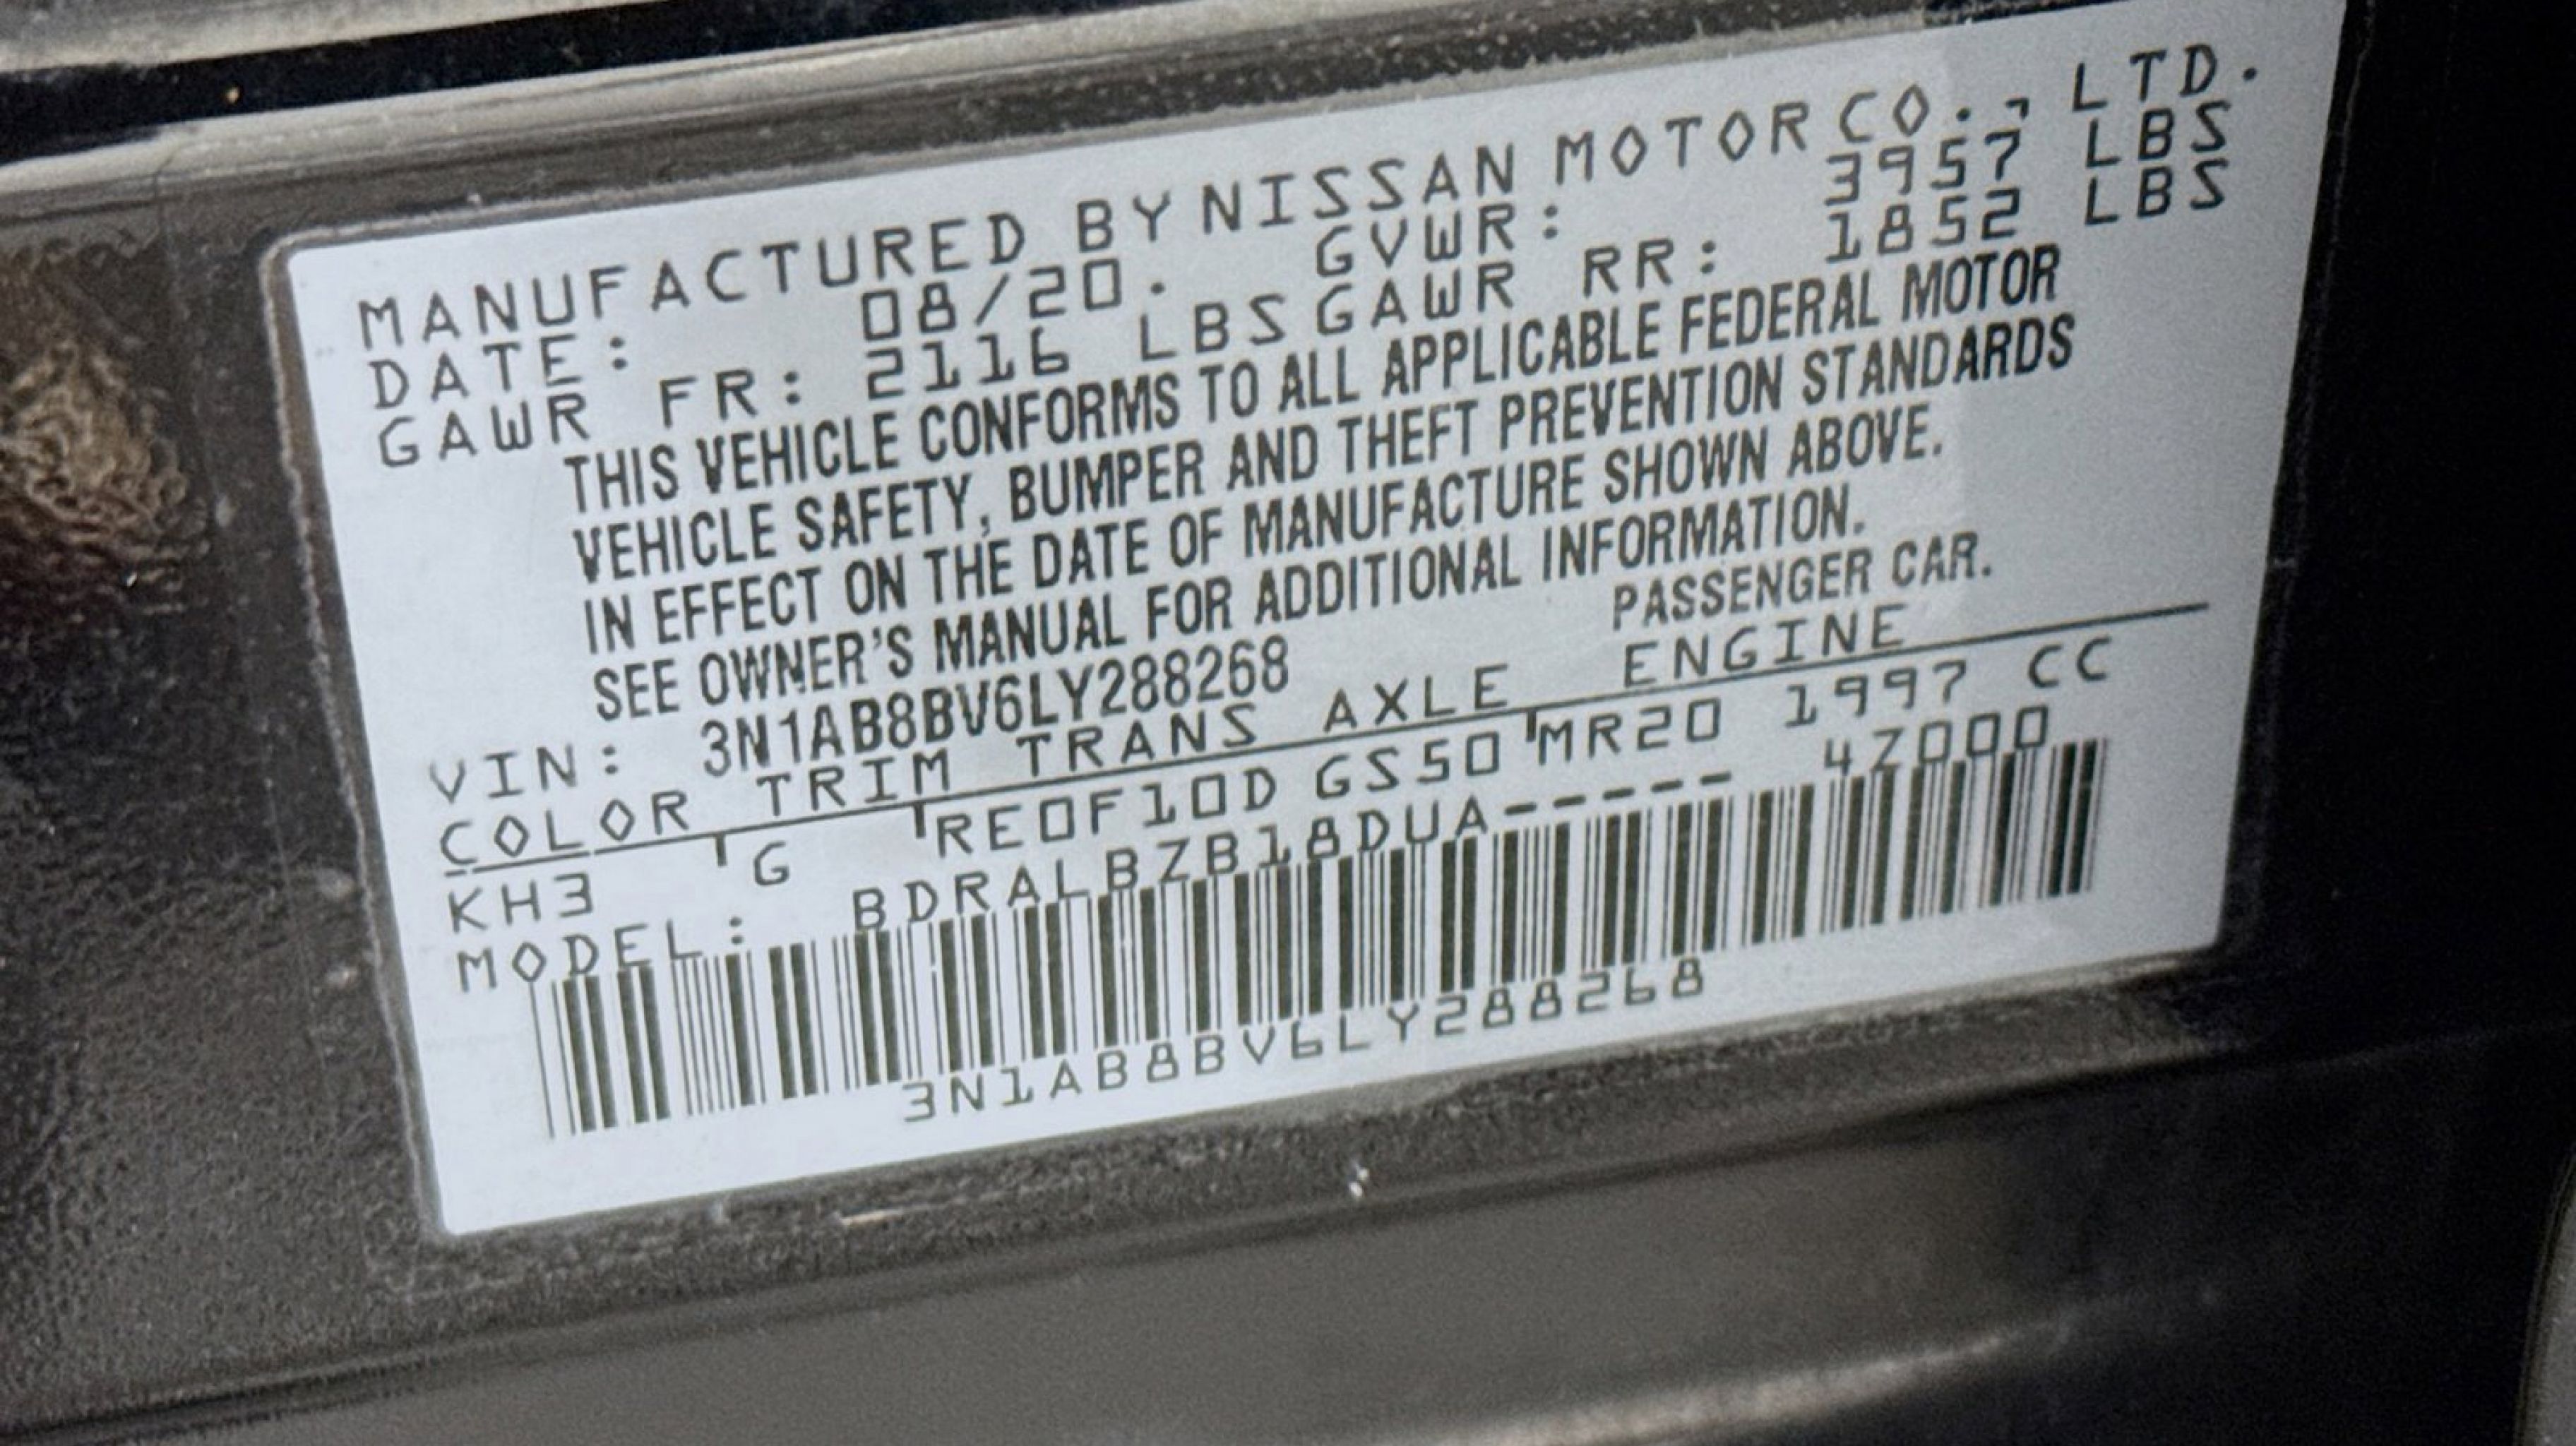 MANUFACTURED BY NISSAN MOTOR CO., LTD.
DATE: 08/20. GVWR: 3957 LBS
GAWR FR: 2116 LBS GAWR RR: 1852 LBS
THIS VEHICLE CONFORMS TO ALL APPLICABLE FEDERAL MOTOR
VEHICLE SAFETY, BUMPER AND THEFT PREVENTION STANDARDS
IN EFFECT ON THE DATE OF MANUFACTURE SHOWN ABOVE.
SEE OWNER'S MANUAL FOR ADDITIONAL INFORMATION.
VIN: 3N1AB8BV6LY288268 PASSENGER CAR.
COLOR TRIM TRANS AXLE ENGINE
KH3 G RE0F10D GS50 MR20 1997 CC
MODEL: BDRALBZB18DUA----- 4Z000
3N1AB8BV6LY288268